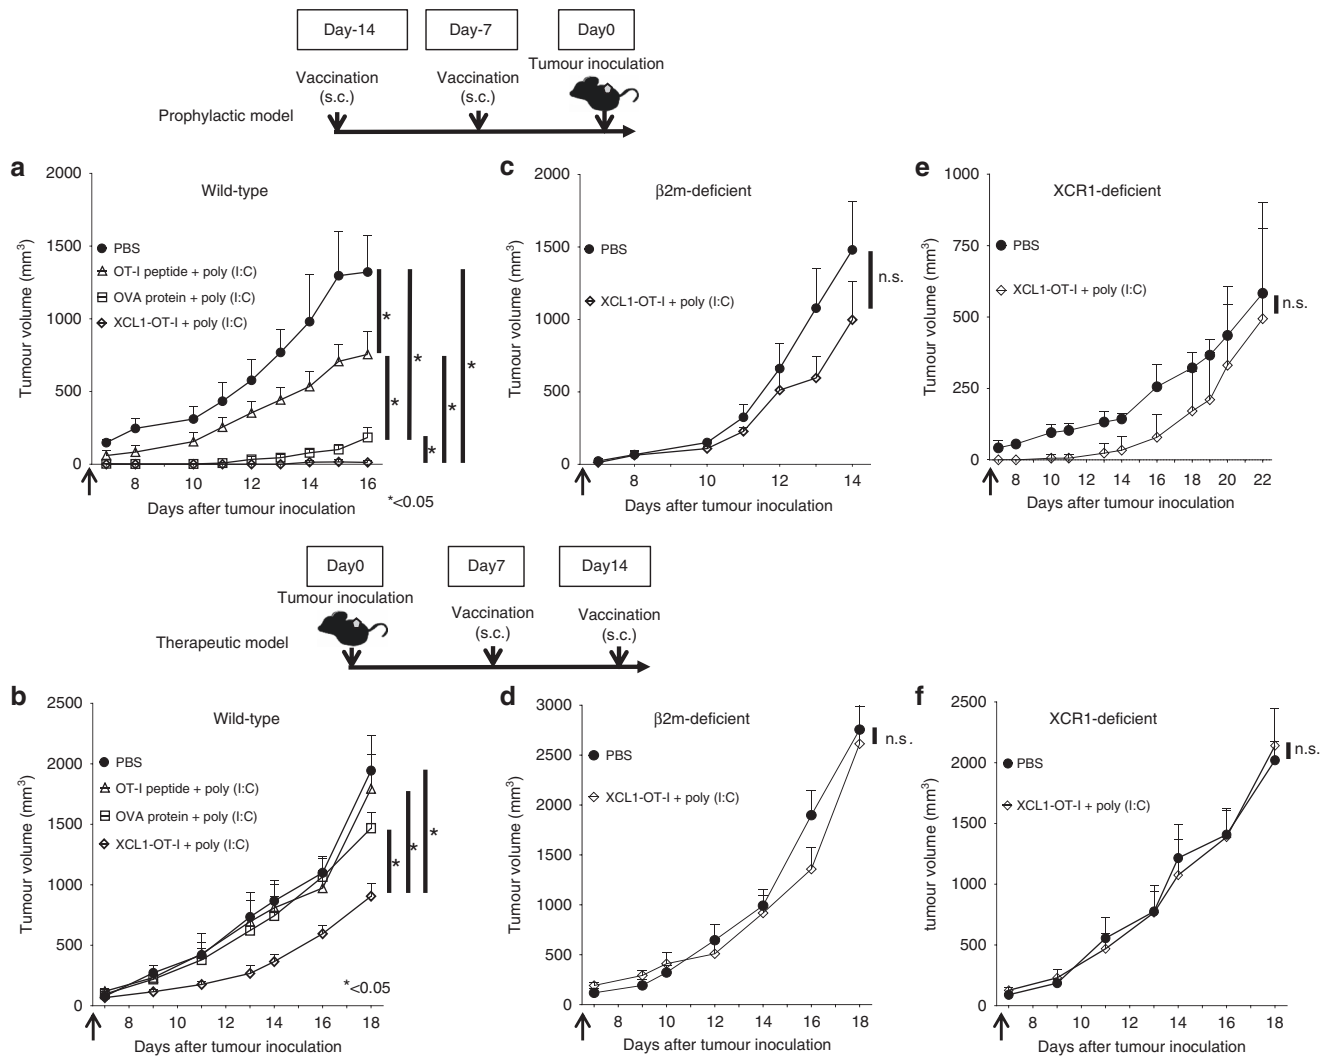 Day-14 Day-7 Day0
Tumour inoculation
Vaccination Vaccination
(s.c.) (s.c.)
Prophylactic model
a
Wild-type
Tumour volume (mm³)
2000
1500
1000
500
0
PBS
OT-I peptide + poly (I:C)
OVA protein + poly (I:C)
XCL1-OT-I + poly (I:C)
* * * * * *
8 10 12 14 16
*<0.05
Days after tumour inoculation
c
β2m-deficient
Tumour volume (mm³)
2000
1500
1000
500
0
PBS
XCL1-OT-I + poly (I:C)
n.s.
8 10 12 14
Days after tumour inoculation
e
XCR1-deficient
Tumour volume (mm³)
1000
750
500
250
0
PBS
XCL1-OT-I + poly (I:C)
n.s.
8 10 12 14 16 18 20 22
Days after tumour inoculation
Day0 Day7 Day14
Tumour inoculation
Vaccination Vaccination
(s.c.) (s.c.)
Therapeutic model
b
Wild-type
Tumour volume (mm³)
2500
2000
1500
1000
500
0
PBS
OT-I peptide + poly (I:C)
OVA protein + poly (I:C)
XCL1-OT-I + poly (I:C)
* * *
*<0.05
8 10 12 14 16 18
Days after tumour inoculation
d
β2m-deficient
Tumour volume (mm³)
3000
2500
2000
1500
1000
500
0
PBS
XCL1-OT-I + poly (I:C)
n.s.
8 10 12 14 16 18
Days after tumour inoculation
f
XCR1-deficient
tumour volume (mm³)
2500
2000
1500
1000
500
0
PBS
XCL1-OT-I + poly (I:C)
n.s.
8 10 12 14 16 18
Days after tumour inoculation